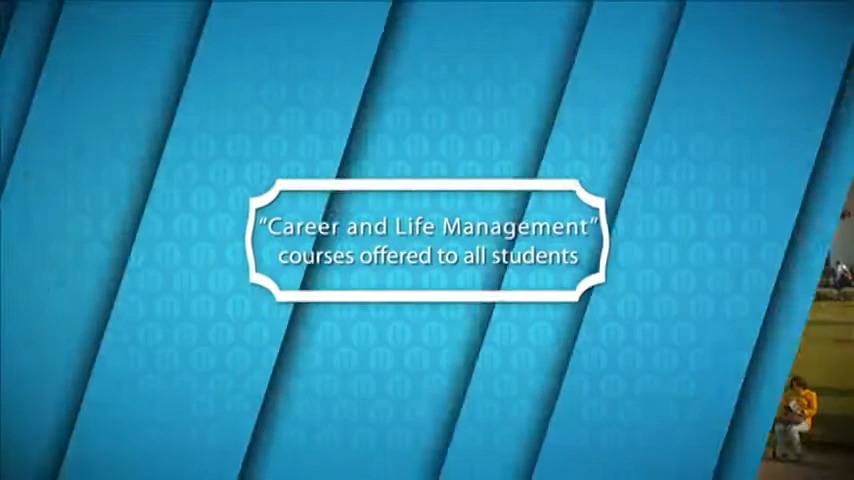 “Career and Life Management”
courses offered to all students